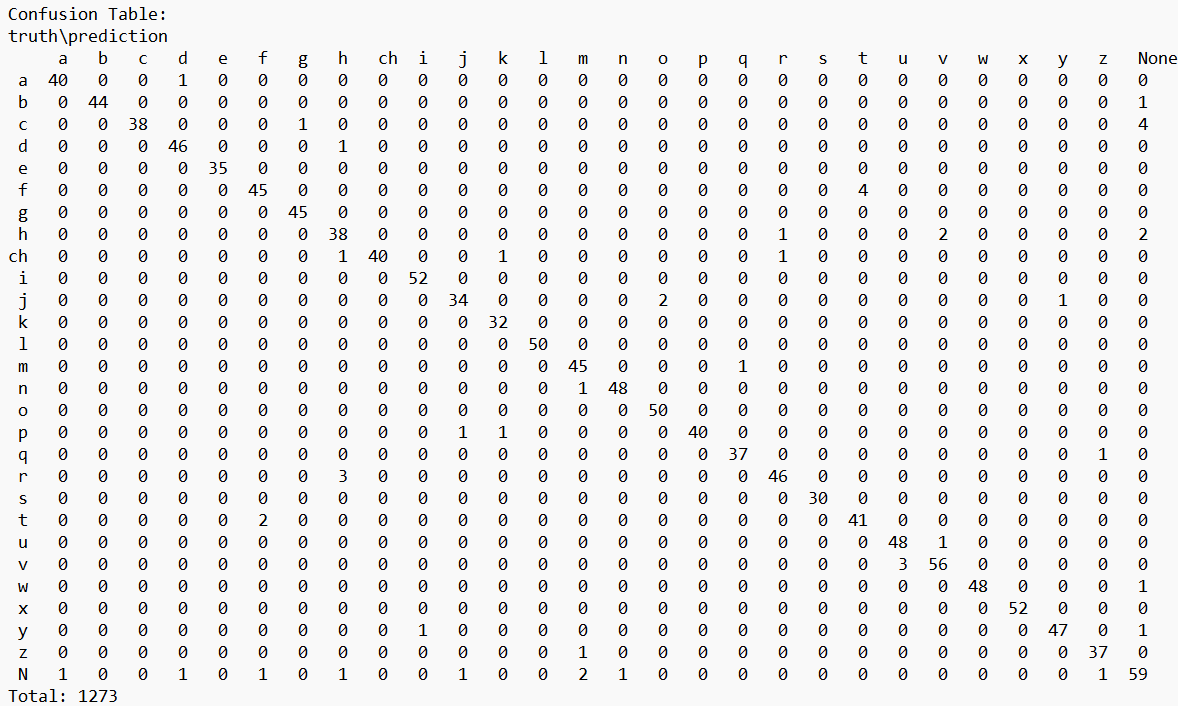 Confusion Table:
truth\prediction
a b c d e f g h ch i j k l m n o p q r s t u v w x y z None
a 40 0 0 1 0 0 0 0 0 0 0 0 0 0 0 0 0 0 0 0 0 0 0 0 0 0 0 0
b 0 44 0 0 0 0 0 0 0 0 0 0 0 0 0 0 0 0 0 0 0 0 0 0 0 0 0 1
c 0 0 38 0 0 0 1 0 0 0 0 0 0 0 0 0 0 0 0 0 0 0 0 0 0 0 0 4
d 0 0 0 46 0 0 0 1 0 0 0 0 0 0 0 0 0 0 0 0 0 0 0 0 0 0 0 0
e 0 0 0 0 35 0 0 0 0 0 0 0 0 0 0 0 0 0 0 0 0 0 0 0 0 0 0 0
f 0 0 0 0 0 45 0 0 0 0 0 0 0 0 0 0 0 0 0 0 4 0 0 0 0 0 0 0
g 0 0 0 0 0 0 45 0 0 0 0 0 0 0 0 0 0 0 0 0 0 0 0 0 0 0 0 0
h 0 0 0 0 0 0 0 38 0 0 0 0 0 0 0 0 0 0 1 0 0 0 2 0 0 0 0 2
ch 0 0 0 0 0 0 0 1 40 0 0 1 0 0 0 0 0 0 1 0 0 0 0 0 0 0 0 0
i 0 0 0 0 0 0 0 0 0 52 0 0 0 0 0 0 0 0 0 0 0 0 0 0 0 0 0 0
j 0 0 0 0 0 0 0 0 0 0 34 0 0 0 0 2 0 0 0 0 0 0 0 0 0 1 0 0
k 0 0 0 0 0 0 0 0 0 0 0 32 0 0 0 0 0 0 0 0 0 0 0 0 0 0 0 0
l 0 0 0 0 0 0 0 0 0 0 0 0 50 0 0 0 0 0 0 0 0 0 0 0 0 0 0 0
m 0 0 0 0 0 0 0 0 0 0 0 0 0 45 0 0 0 1 0 0 0 0 0 0 0 0 0 0
n 0 0 0 0 0 0 0 0 0 0 0 0 0 1 48 0 0 0 0 0 0 0 0 0 0 0 0 0
o 0 0 0 0 0 0 0 0 0 0 0 0 0 0 0 50 0 0 0 0 0 0 0 0 0 0 0 0
p 0 0 0 0 0 0 0 0 0 0 1 1 0 0 0 0 40 0 0 0 0 0 0 0 0 0 0 0
q 0 0 0 0 0 0 0 0 0 0 0 0 0 0 0 0 0 37 0 0 0 0 0 0 0 0 1 0
r 0 0 0 0 0 0 0 3 0 0 0 0 0 0 0 0 0 0 46 0 0 0 0 0 0 0 0 0
s 0 0 0 0 0 0 0 0 0 0 0 0 0 0 0 0 0 0 0 30 0 0 0 0 0 0 0 0
t 0 0 0 0 0 2 0 0 0 0 0 0 0 0 0 0 0 0 0 0 41 0 0 0 0 0 0 0
u 0 0 0 0 0 0 0 0 0 0 0 0 0 0 0 0 0 0 0 0 0 48 1 0 0 0 0 0
v 0 0 0 0 0 0 0 0 0 0 0 0 0 0 0 0 0 0 0 0 0 3 56 0 0 0 0 0
w 0 0 0 0 0 0 0 0 0 0 0 0 0 0 0 0 0 0 0 0 0 0 0 48 0 0 0 1
x 0 0 0 0 0 0 0 0 0 0 0 0 0 0 0 0 0 0 0 0 0 0 0 0 52 0 0 0
y 0 0 0 0 0 0 0 0 0 1 0 0 0 0 0 0 0 0 0 0 0 0 0 0 0 47 0 1
z 0 0 0 0 0 0 0 0 0 0 0 0 0 1 0 0 0 0 0 0 0 0 0 0 0 0 37 0
N 1 0 0 1 0 1 0 1 0 0 1 0 0 2 1 0 0 0 0 0 0 0 0 0 0 0 1 59
Total: 1273